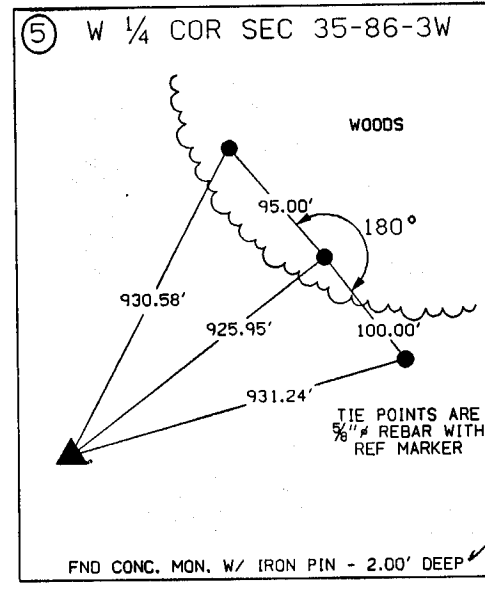 5 W 1/4 COR SEC 35-86-3W
WOODS
95.00'
180°
930.58'
925.95'
100.00'
931.24'
TIE POINTS ARE
5/8"ø REBAR WITH
REF MARKER
FND CONC. MON. W/ IRON PIN - 2.00' DEEP